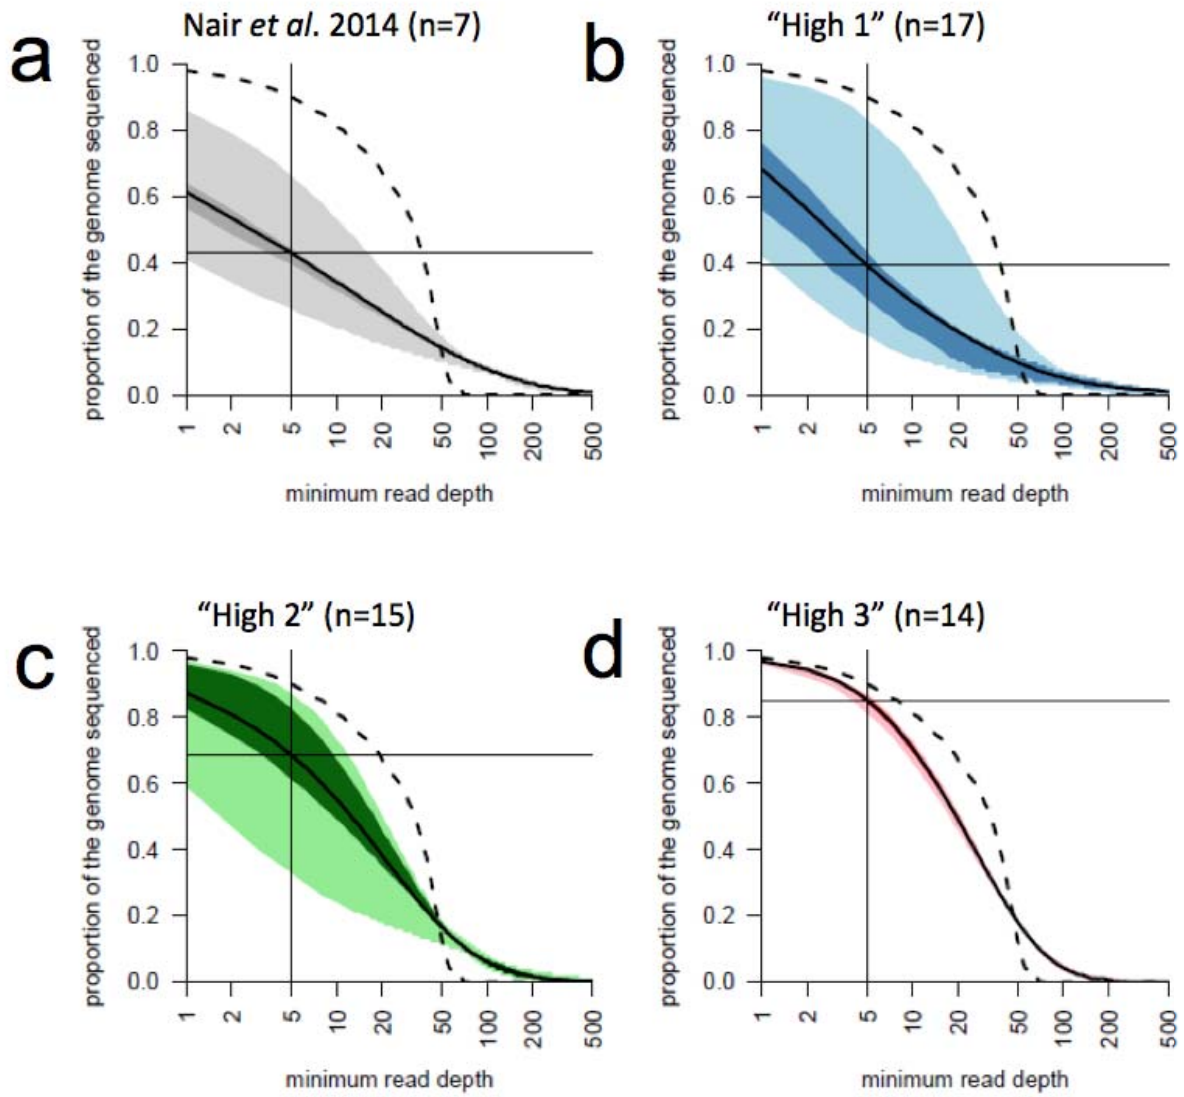 a
Nair et al. 2014 (n=7)
proportion of the genome sequenced
1.0
0.8
0.6
0.4
0.2
0.0
1 2 5 10 20 50 100 200 500
minimum read depth
b
“High 1” (n=17)
proportion of the genome sequenced
1.0
0.8
0.6
0.4
0.2
0.0
1 2 5 10 20 50 100 200 500
minimum read depth
c
“High 2” (n=15)
proportion of the genome sequenced
1.0
0.8
0.6
0.4
0.2
0.0
1 2 5 10 20 50 100 200 500
minimum read depth
d
“High 3” (n=14)
proportion of the genome sequenced
1.0
0.8
0.6
0.4
0.2
0.0
1 2 5 10 20 50 100 200 500
minimum read depth